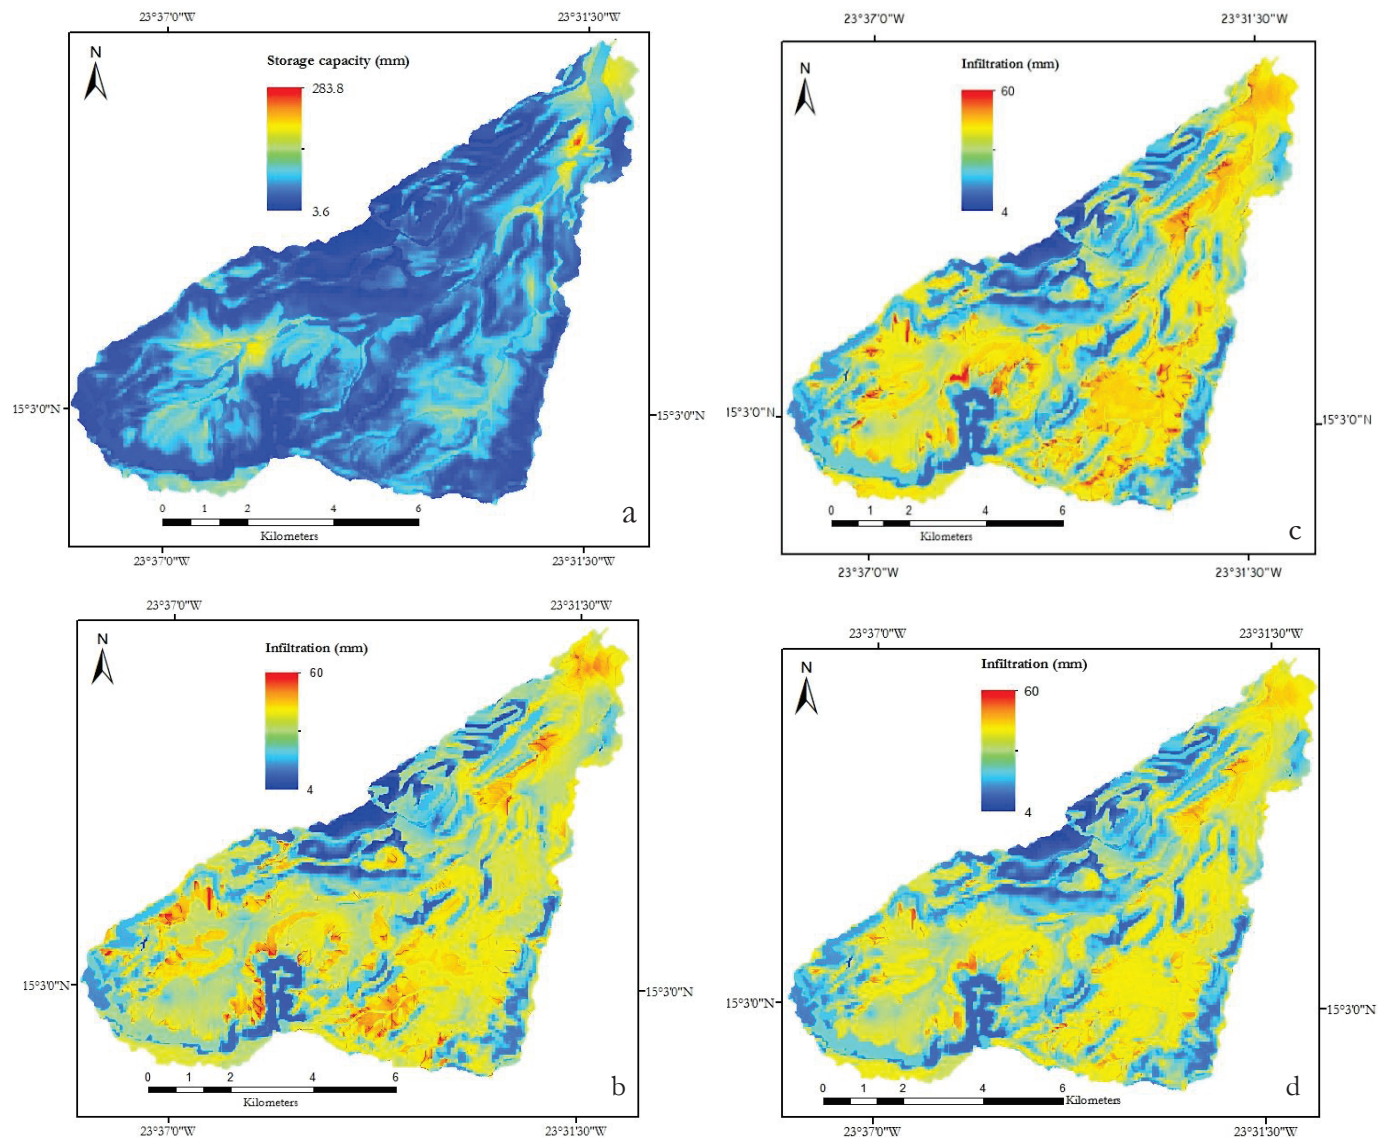 23°37'0"W 23°31'30"W
N
Storage capacity (mm)
283.8
3.6
15°3'0"N 15°3'0"N
0 1 2 4 6
Kilometers
a
23°37'0"W 23°31'30"W
23°37'0"W 23°31'30"W
N
Infiltration (mm)
60
4
15°3'0"N 15°3'0"N
0 1 2 4 6
Kilometers
c
23°37'0"W 23°31'30"W
23°37'0"W 23°31'30"W
N
Infiltration (mm)
60
4
15°3'0"N 15°3'0"N
0 1 2 4 6
Kilometers
b
23°37'0"W 23°31'30"W
23°37'0"W 23°31'30"W
N
Infiltration (mm)
60
4
15°3'0"N 15°3'0"N
0 1 2 4 6
Kilometers
d
23°37'0"W 23°31'30"W